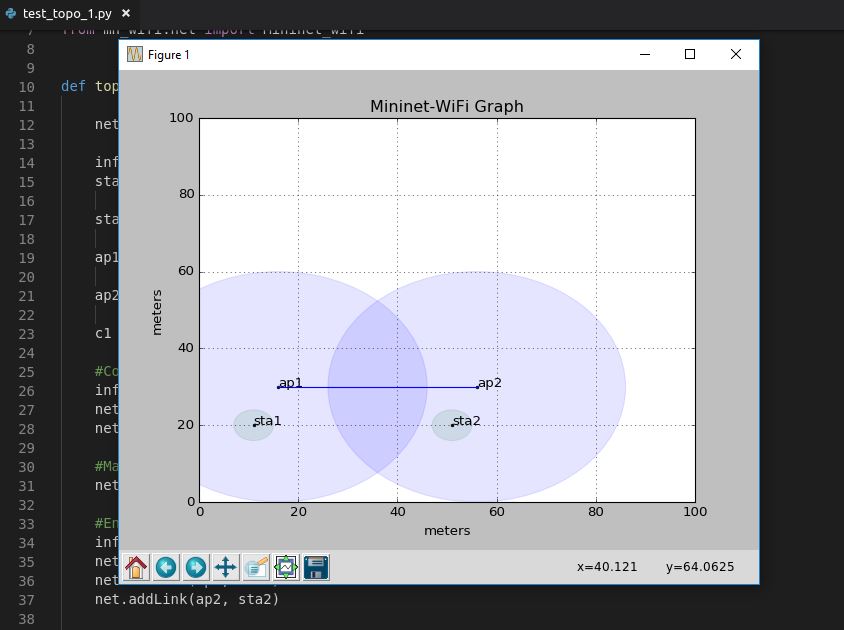 test_topo_1.py ×
7 from mn_wifi.net import Mininet_wifi
8
9
10 def top
11
12 net
13
14 inf
15 sta
16
17 sta
18
19 ap1
20
21 ap2
22
23 c1
24
25 #Co
26 inf
27 net
28 net
29
30 #Ma
31 net
32
33 #En
34 inf
35 net
36 net
37 net.addLink(ap2, sta2)
38
Figure 1
Mininet-WiFi Graph
100
80
60
40
20
0
meters
ap1
ap2
sta1
sta2
0 20 40 60 80 100
meters
x=40.121 y=64.0625